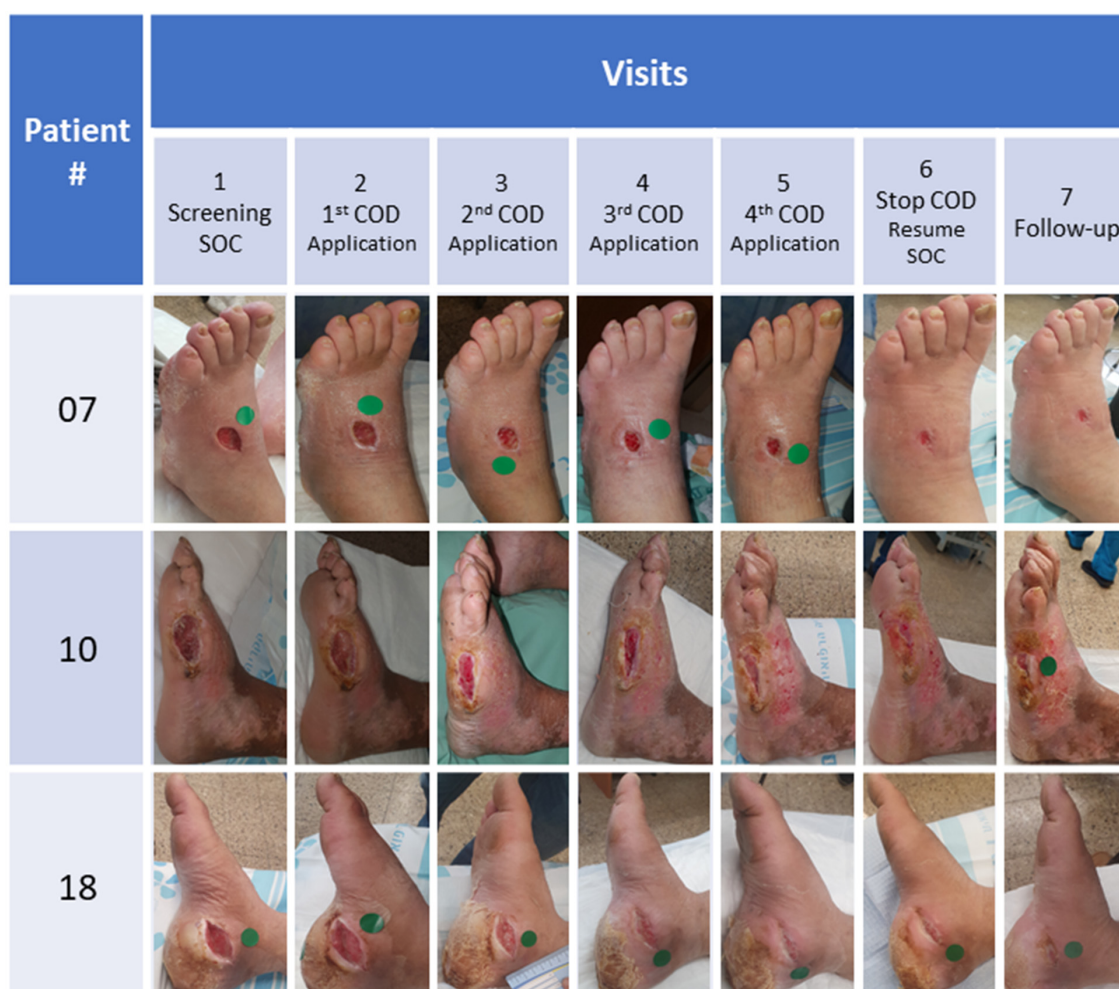 Patient
#
Visits
1
Screening
SOC
2
1st COD
Application
3
2nd COD
Application
4
3rd COD
Application
5
4th COD
Application
6
Stop COD
Resume
SOC
7
Follow-up
07
10
18